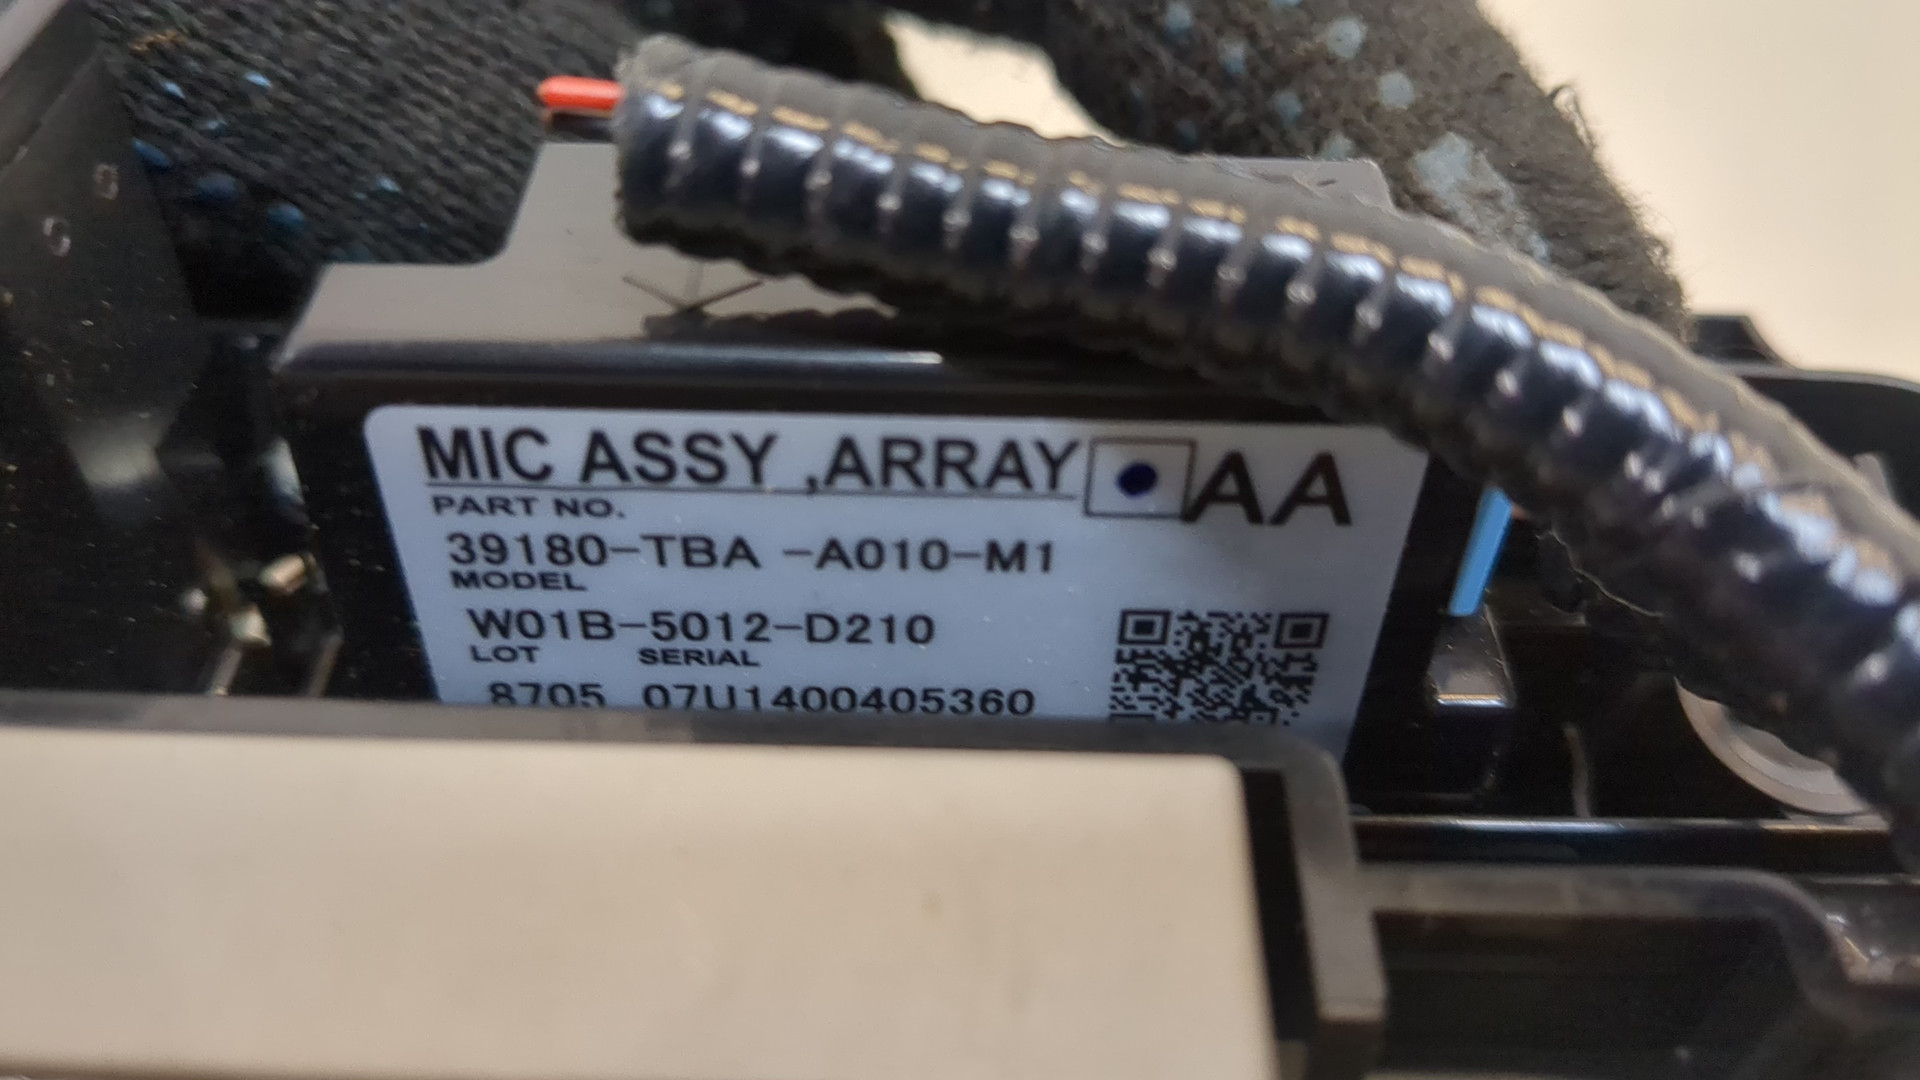 MIC ASSY ,ARRAY AA
PART NO.
39180-TBA -A010-M1
MODEL
W01B-5012-D210
LOT SERIAL
8705 07U1400405360